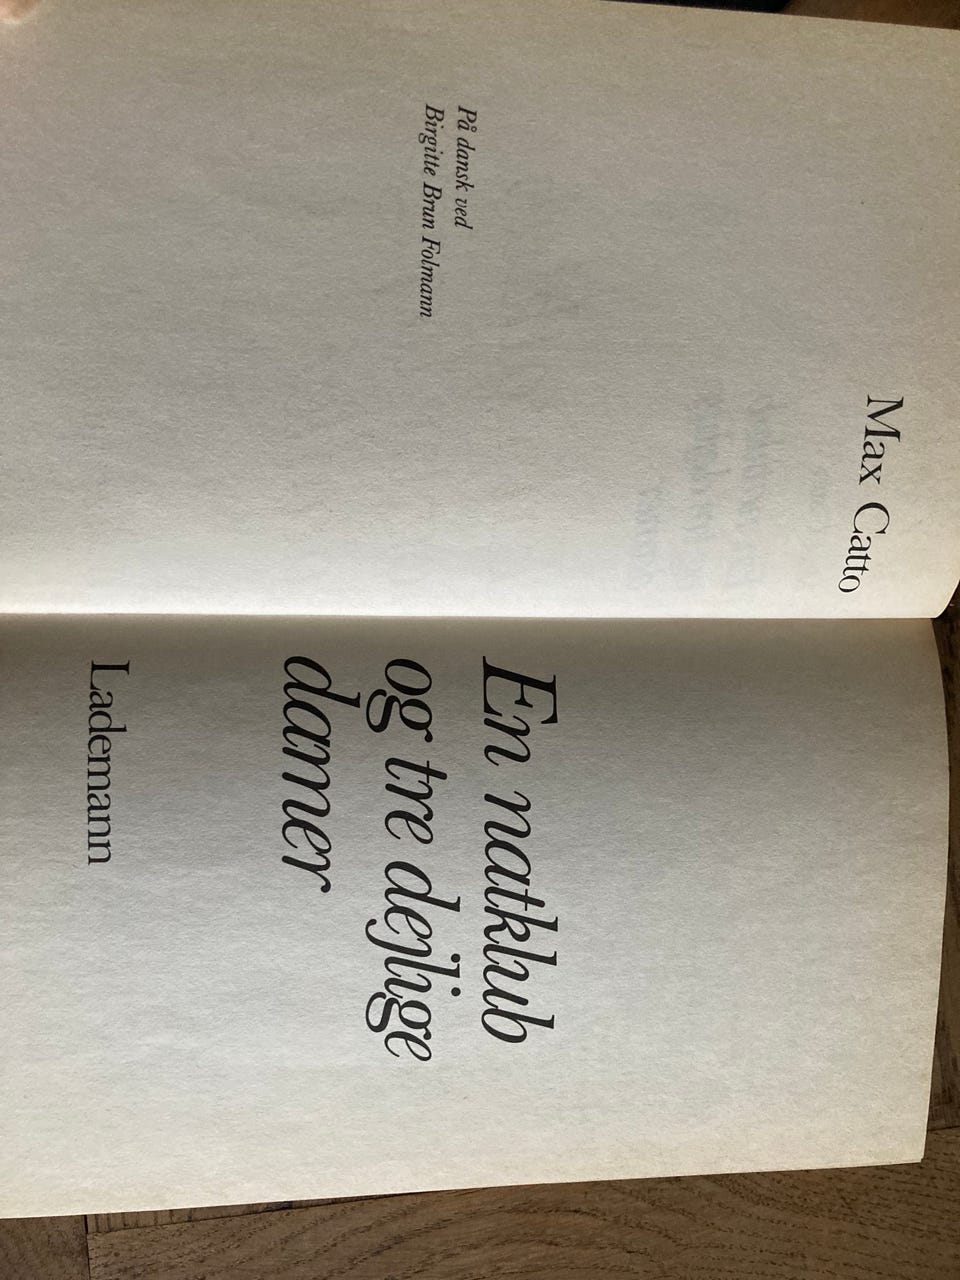 Max Catto
På dansk ved
Birgitte Brun Folmann
En natklub
og tre dejlige
damer
Lademann